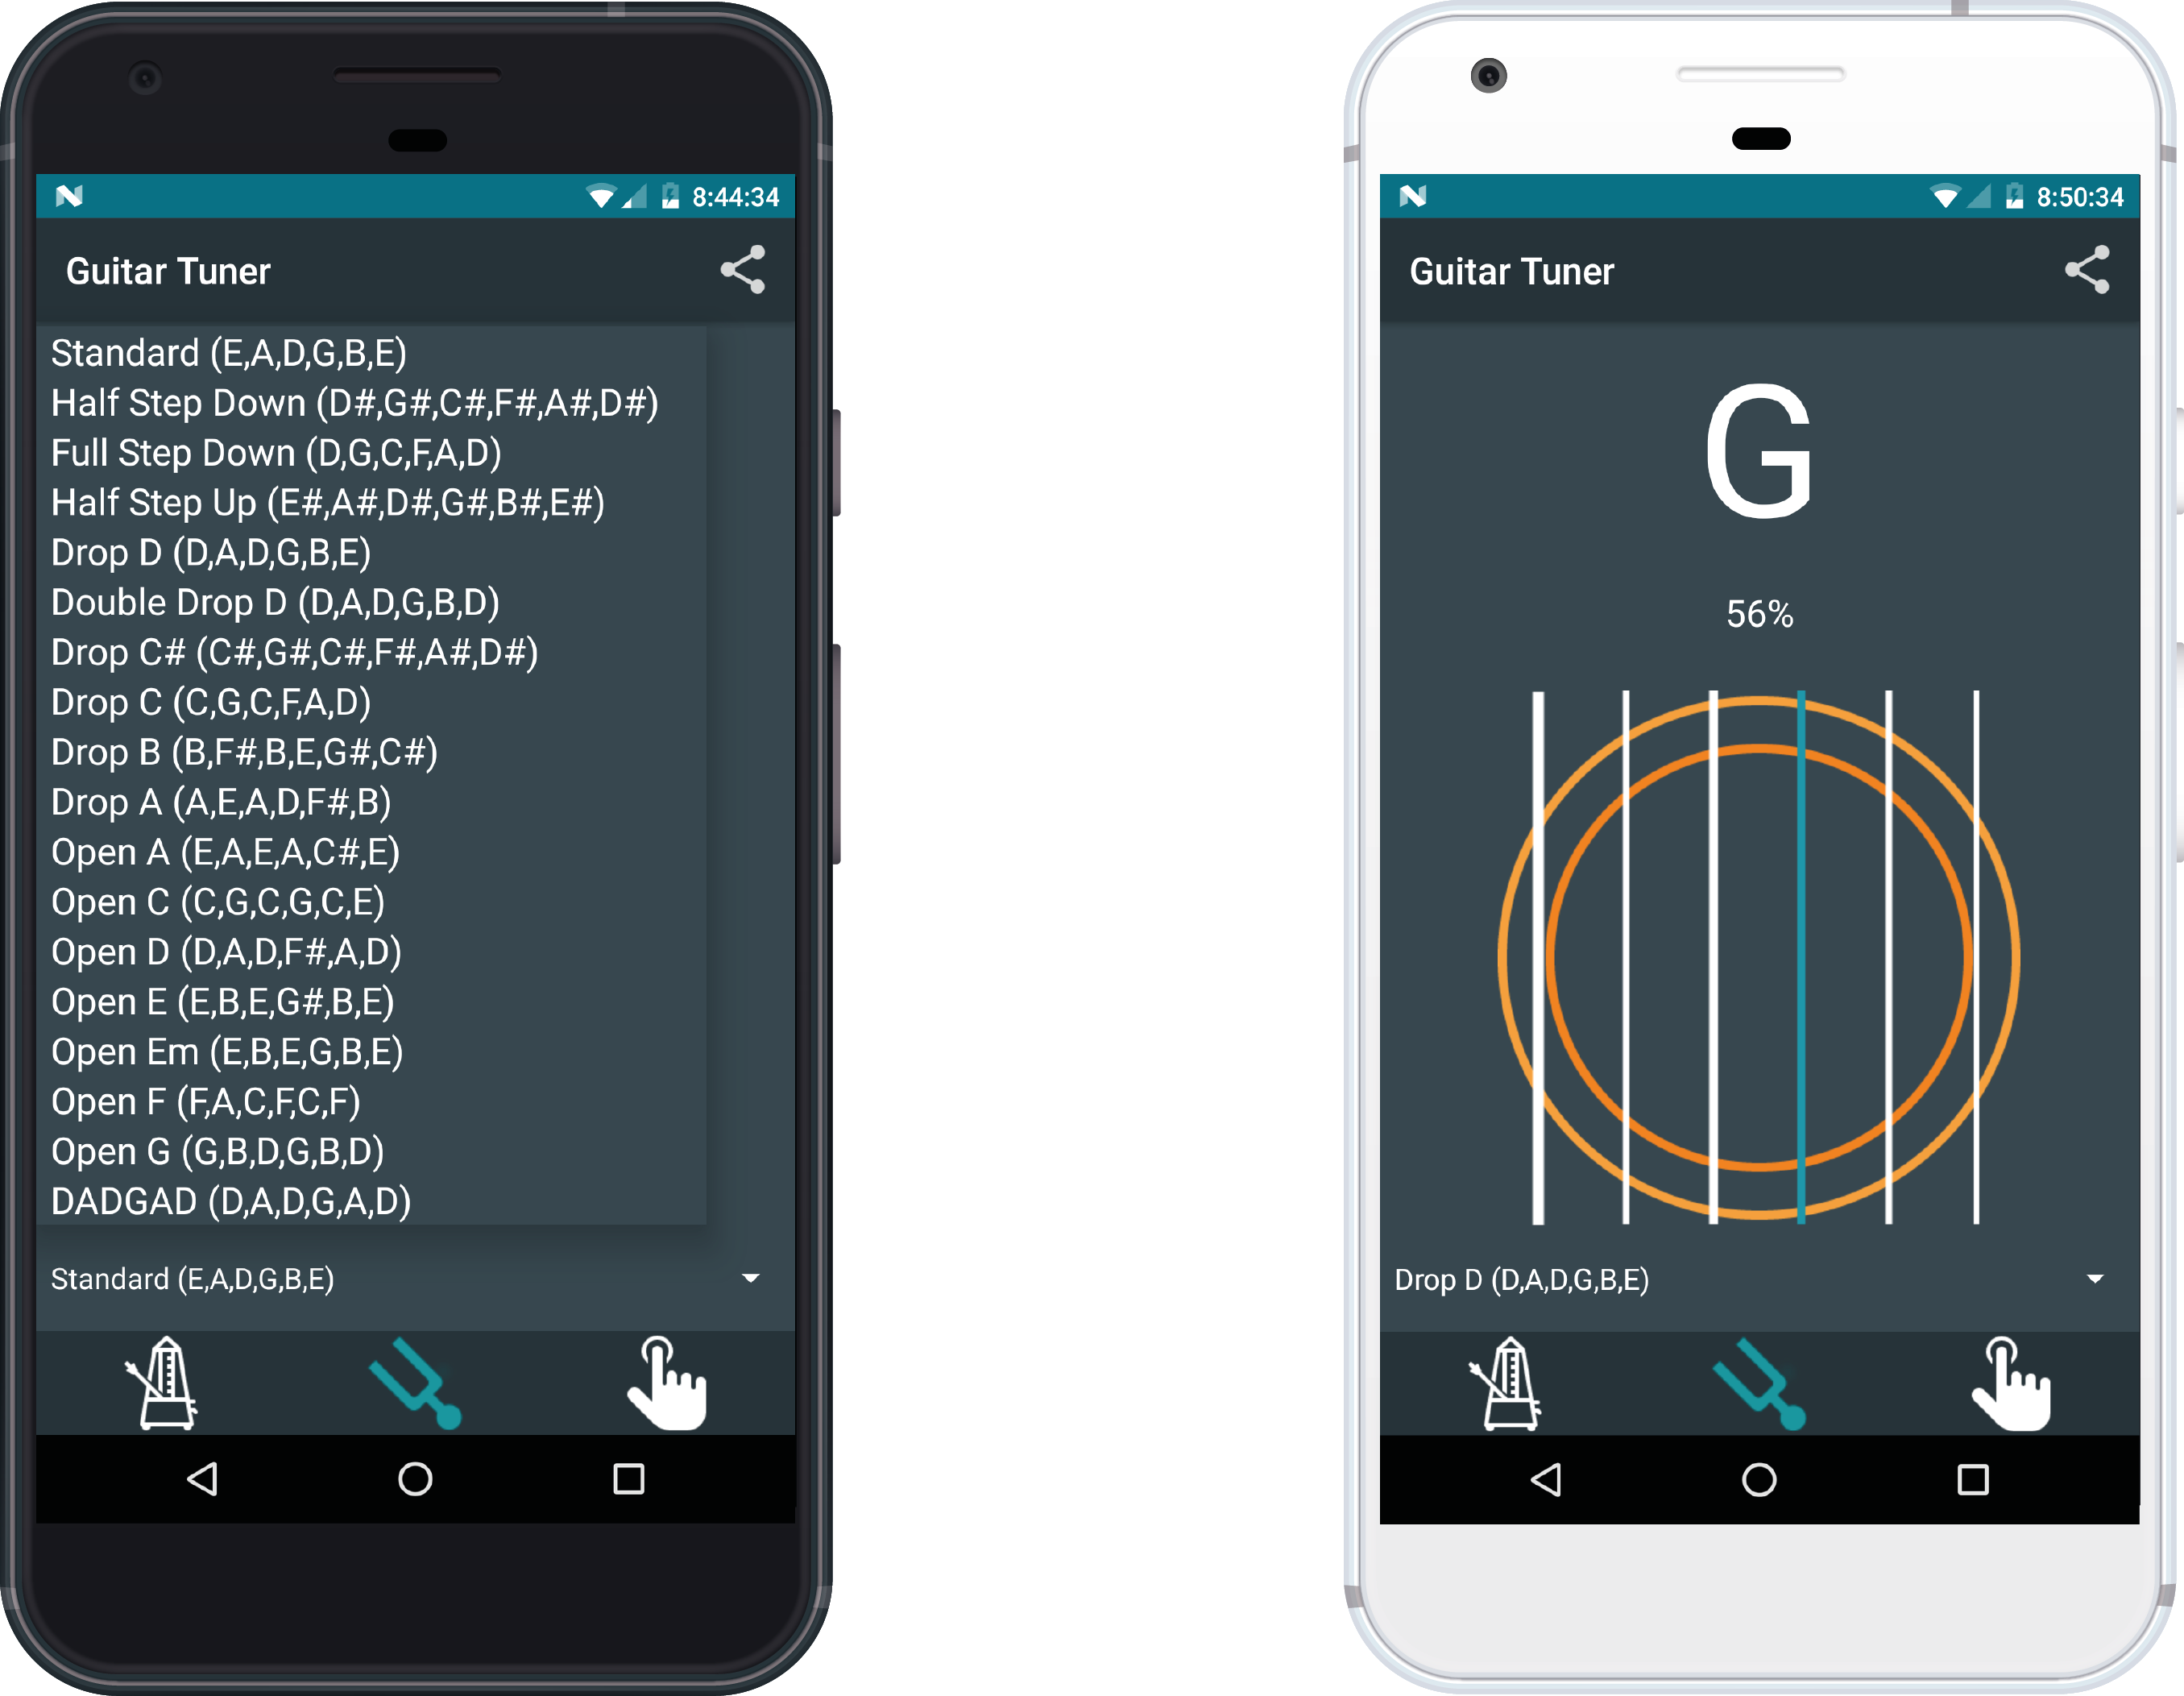 8:44:34
Guitar Tuner
Standard (E,A,D,G,B,E)
Half Step Down (D#,G#,C#,F#,A#,D#)
Full Step Down (D,G,C,F,A,D)
Half Step Up (E#,A#,D#,G#,B#,E#)
Drop D (D,A,D,G,B,E)
Double Drop D (D,A,D,G,B,D)
Drop C# (C#,G#,C#,F#,A#,D#)
Drop C (C,G,C,F,A,D)
Drop B (B,F#,B,E,G#,C#)
Drop A (A,E,A,D,F#,B)
Open A (E,A,E,A,C#,E)
Open C (C,G,C,G,C,E)
Open D (D,A,D,F#,A,D)
Open E (E,B,E,G#,B,E)
Open Em (E,B,E,G,B,E)
Open F (F,A,C,F,C,F)
Open G (G,B,D,G,B,D)
DADGAD (D,A,D,G,A,D)
Standard (E,A,D,G,B,E)
8:50:34
Guitar Tuner
G
56%
Drop D (D,A,D,G,B,E)